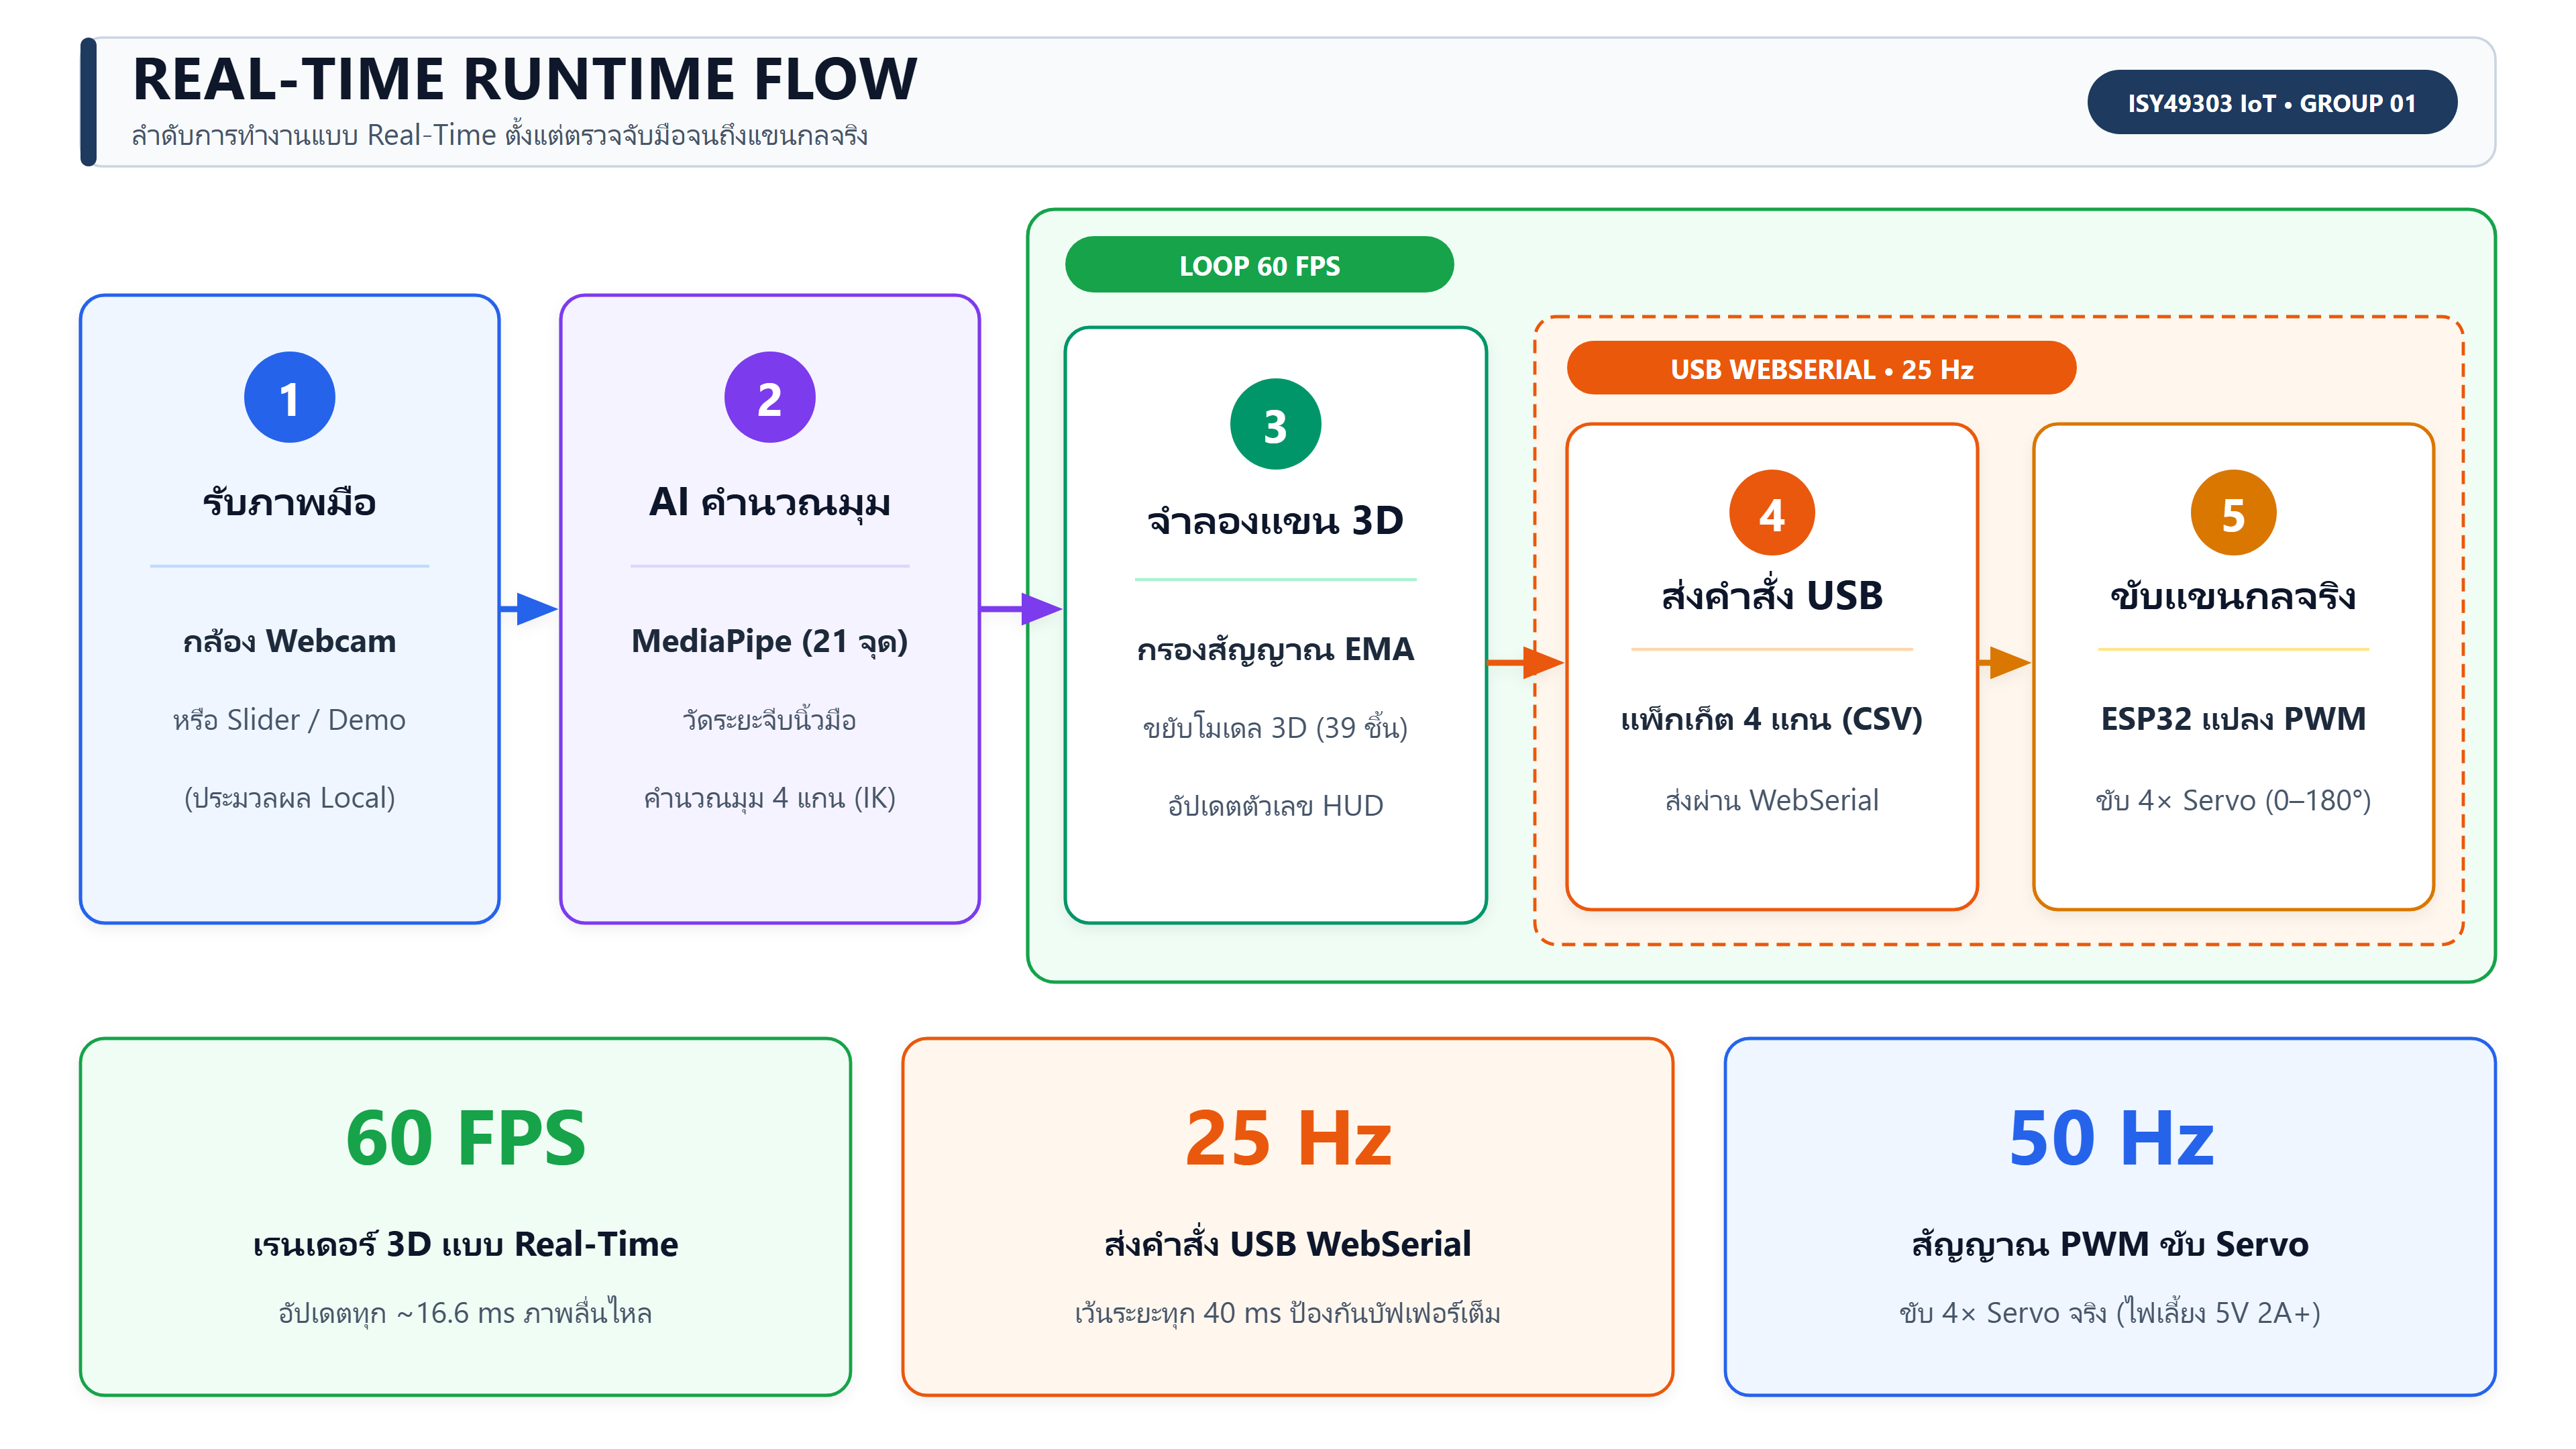 REAL-TIME RUNTIME FLOW
ลำดับการทำงานแบบ Real-Time ตั้งแต่ตรวจจับมือจนถึงแขนกลจริง
ISY49303 IoT • GROUP 01
1
รับภาพมือ
กล้อง Webcam
หรือ Slider / Demo
(ประมวลผล Local)
2
AI คำนวณมุม
MediaPipe (21 จุด)
วัดระยะจีบนิ้วมือ
คำนวณมุม 4 แกน (IK)
LOOP 60 FPS
3
จำลองแขน 3D
กรองสัญญาณ EMA
ขยับโมเดล 3D (39 ชิ้น)
อัปเดตตัวเลข HUD
USB WEBSERIAL • 25 Hz
4
ส่งคำสั่ง USB
แพ็กเก็ต 4 แกน (CSV)
ส่งผ่าน WebSerial
5
ขับแขนกลจริง
ESP32 แปลง PWM
ขับ 4× Servo (0–180°)
60 FPS
เรนเดอร์ 3D แบบ Real-Time
อัปเดตทุก ~16.6 ms ภาพลื่นไหล
25 Hz
ส่งคำสั่ง USB WebSerial
เว้นระยะทุก 40 ms ป้องกันบัฟเฟอร์เต็ม
50 Hz
สัญญาณ PWM ขับ Servo
ขับ 4× Servo จริง (ไฟเลี้ยง 5V 2A+)